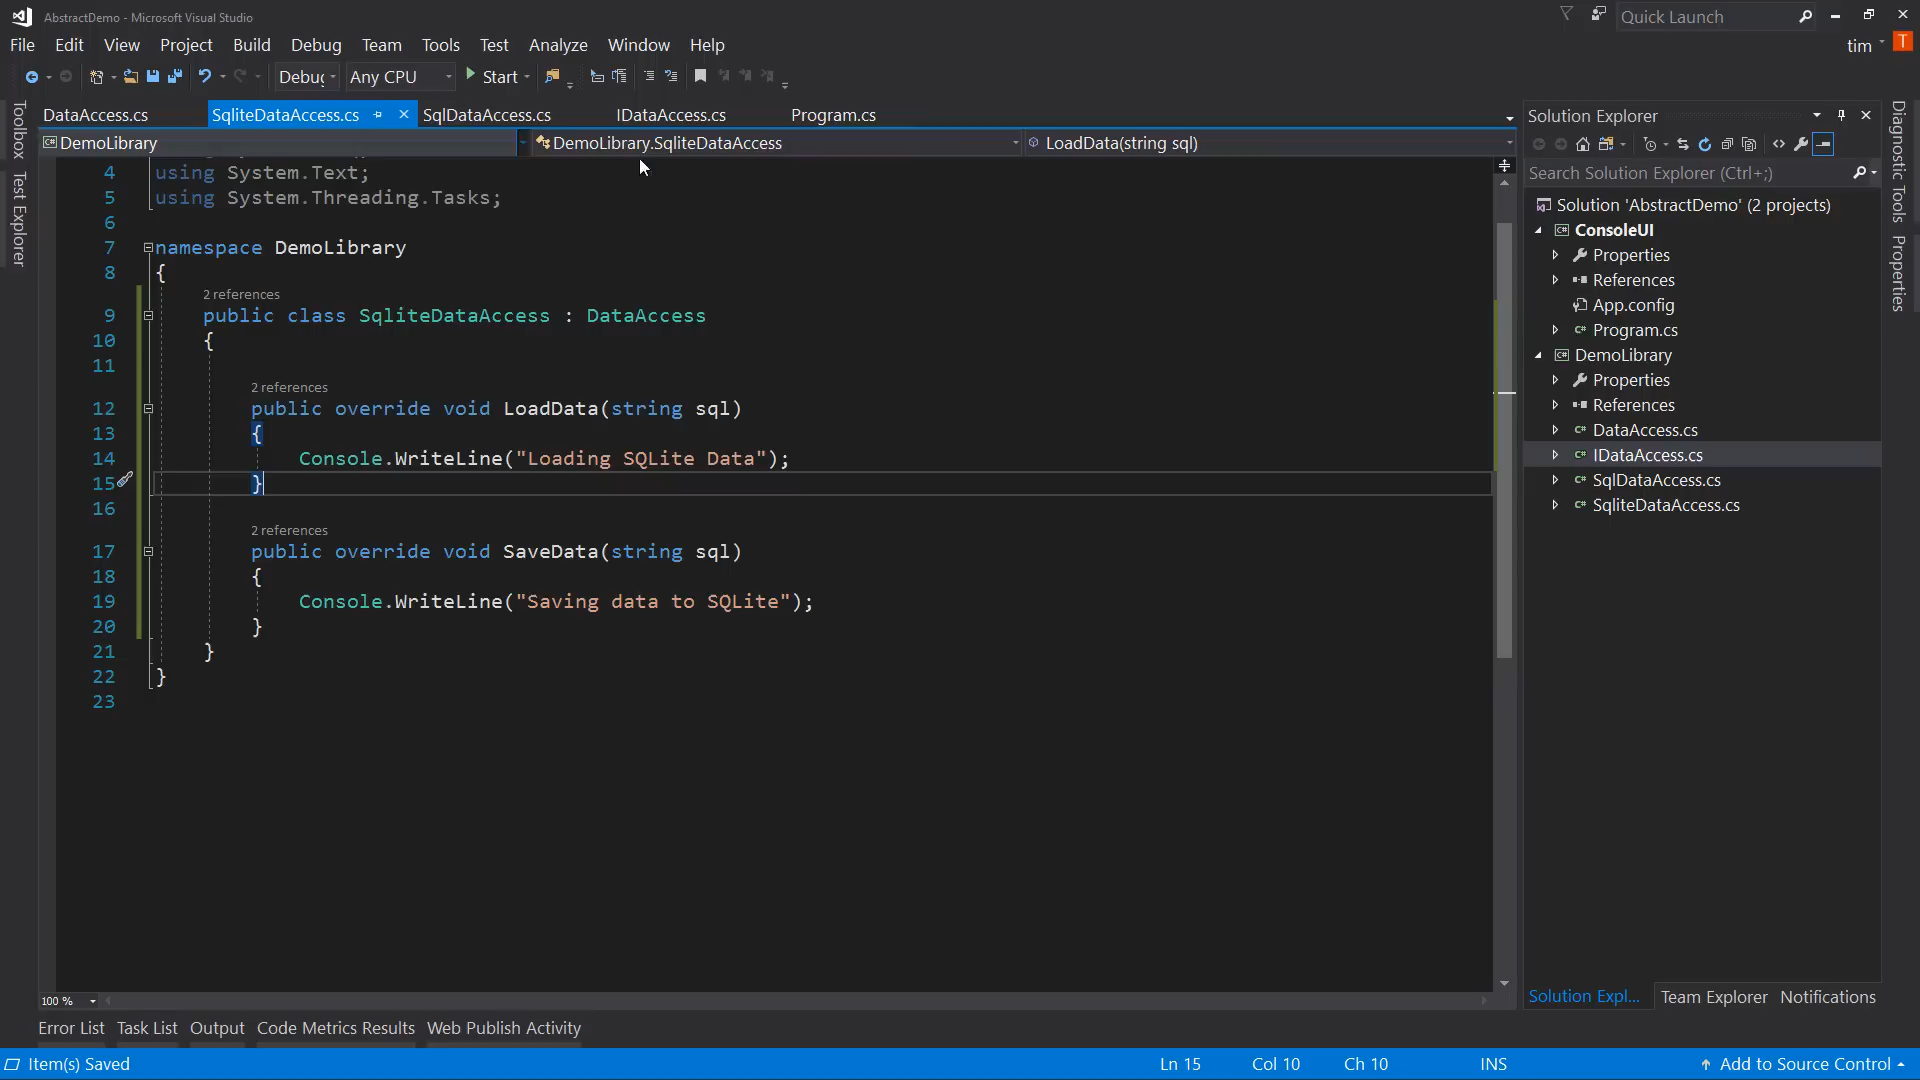 AbstractDemo - Microsoft Visual Studio
Quick Launch
File Edit View Project Build Debug Team Tools Test Analyze Window Help
tim T
Debug Any CPU Start
DataAccess.cs SqliteDataAccess.cs SqlDataAccess.cs IDataAccess.cs Program.cs
DemoLibrary DemoLibrary.SqliteDataAccess LoadData(string sql)
Toolbox
Test Explorer
4 using System.Text;
5 using System.Threading.Tasks;
6
7 namespace DemoLibrary
8 {
2 references
9 public class SqliteDataAccess : DataAccess
10 {
11
2 references
12 public override void LoadData(string sql)
13 {
14 Console.WriteLine("Loading SQLite Data");
15 }
16
2 references
17 public override void SaveData(string sql)
18 {
19 Console.WriteLine("Saving data to SQLite");
20 }
21 }
22 }
23
100 %
Solution Explorer
Search Solution Explorer (Ctrl+;)
Solution 'AbstractDemo' (2 projects)
ConsoleUI
Properties
References
App.config
Program.cs
DemoLibrary
Properties
References
DataAccess.cs
IDataAccess.cs
SqlDataAccess.cs
SqliteDataAccess.cs
Solution Expl... Team Explorer Notifications
Diagnostic Tools
Properties
Error List Task List Output Code Metrics Results Web Publish Activity
Item(s) Saved Ln 15 Col 10 Ch 10 INS Add to Source Control